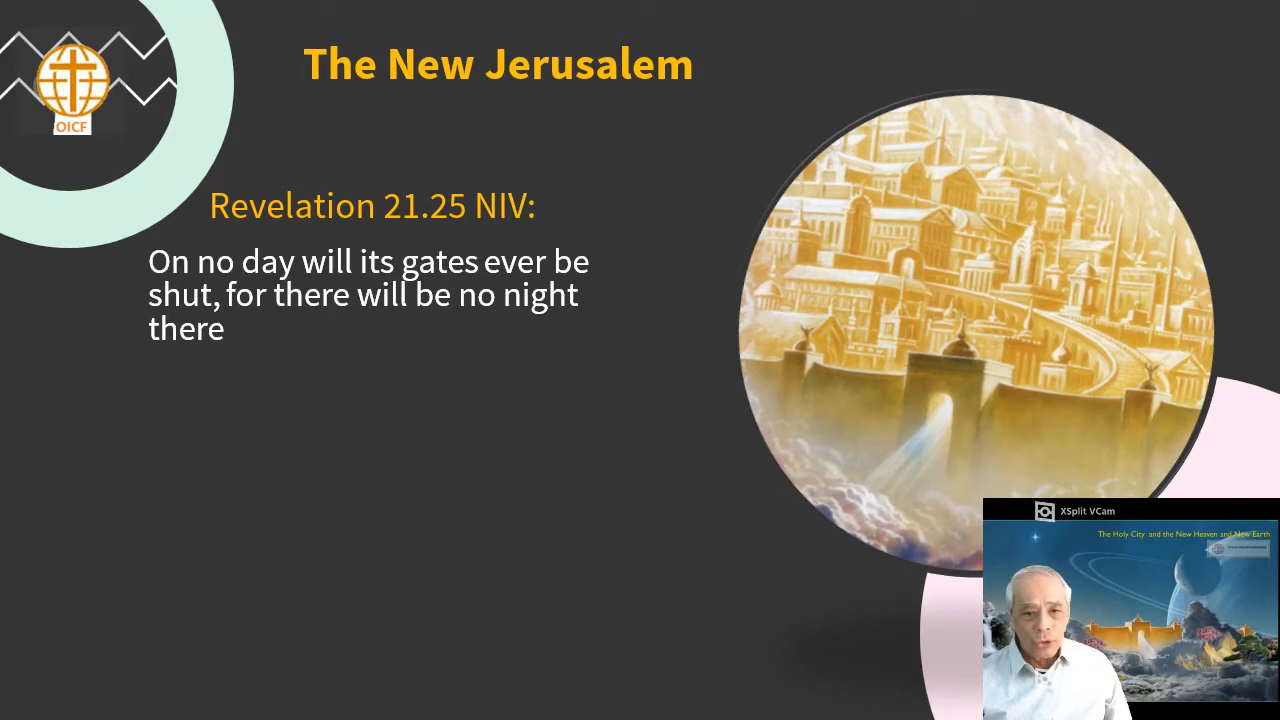 The New Jerusalem
OICF
Revelation 21.25 NIV:
On no day will its gates ever be
shut, for there will be no night
there
XSplit VCam
The Holy City and the New Heaven and New Earth